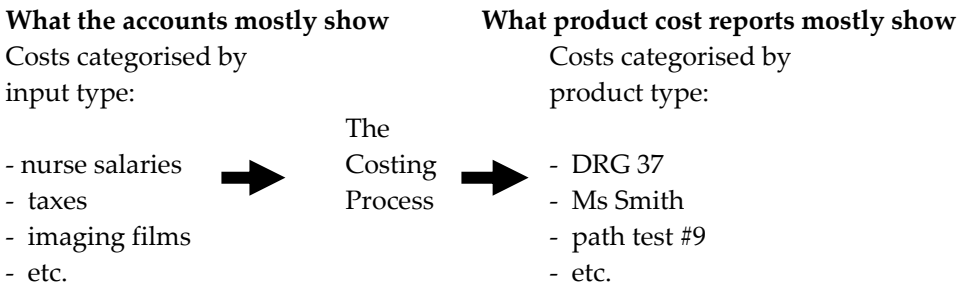 What the accounts mostly show
Costs categorised by
input type:
- nurse salaries
- taxes
- imaging films
- etc.
The
Costing
Process
What product cost reports mostly show
Costs categorised by
product type:
- DRG 37
- Ms Smith
- path test #9
- etc.